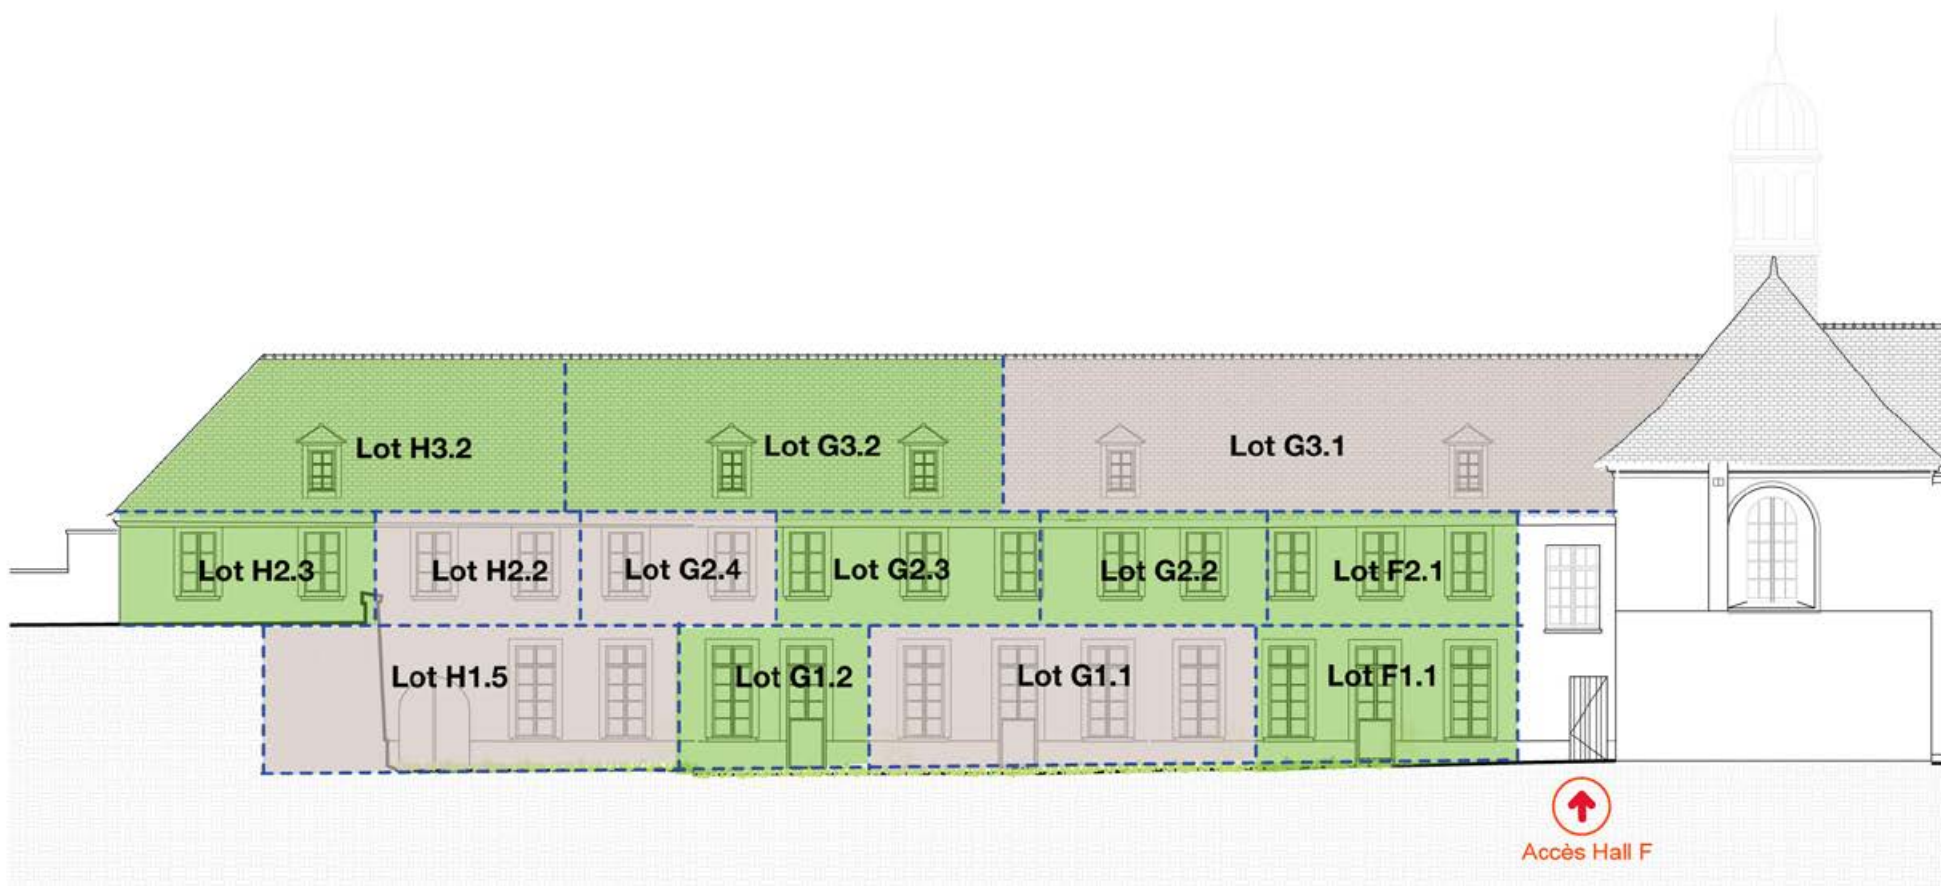 Lot H3.2
Lot G3.2
Lot G3.1
Lot H2.3
Lot H2.2
Lot G2.4
Lot G2.3
Lot G2.2
Lot F2.1
Lot H1.5
Lot G1.2
Lot G1.1
Lot F1.1
Accès Hall F